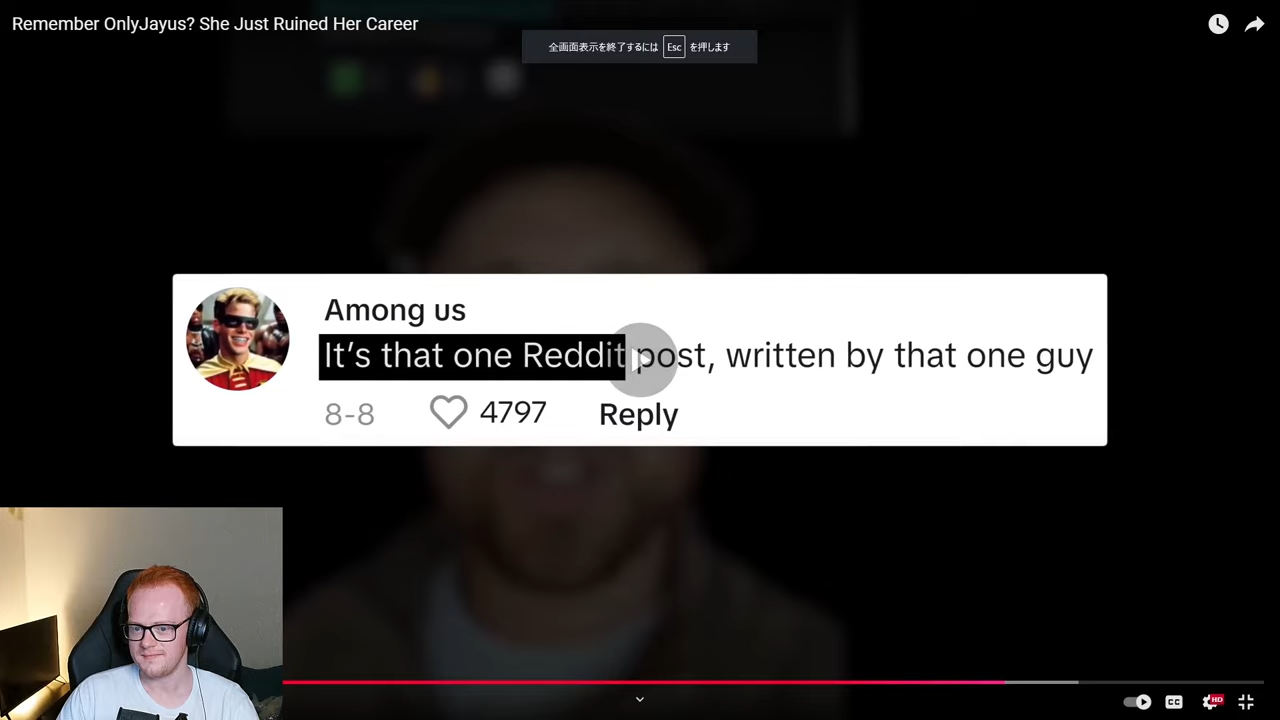 Remember OnlyJayus? She Just Ruined Her Career
全画面表示を終了するには Esc を押します
Among us
It's that one Reddit post, written by that one guy
8-8 4797 Reply
HD